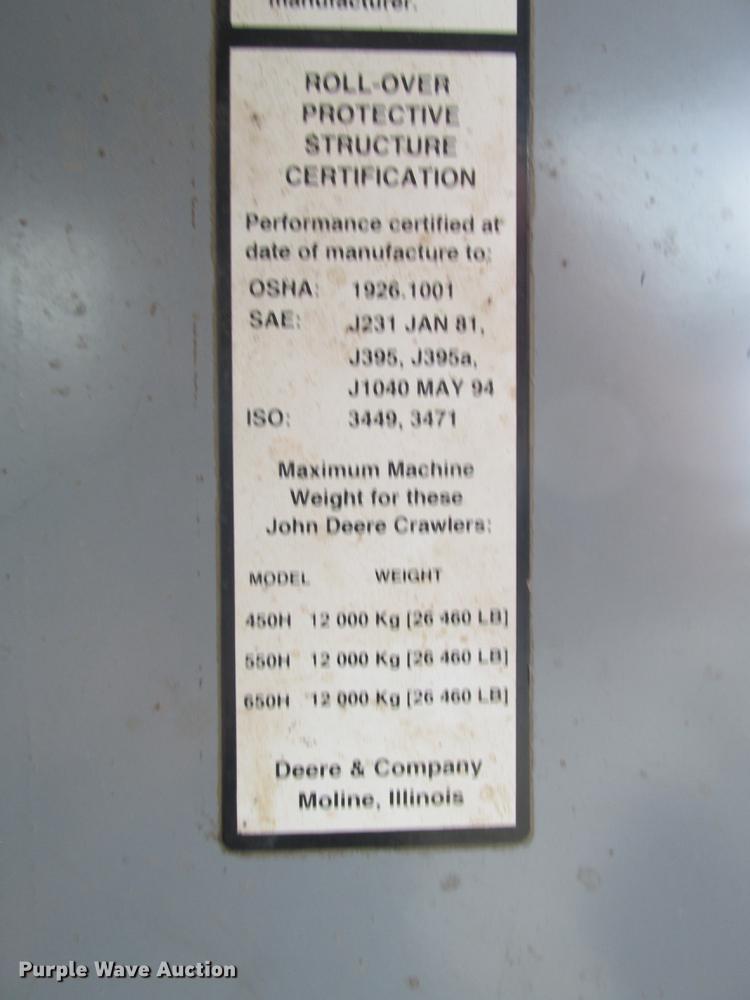 manufacturer.
ROLL-OVER
PROTECTIVE
STRUCTURE
CERTIFICATION
Performance certified at
date of manufacture to:
OSHA: 1926.1001
SAE: J231 JAN 81,
J395, J395a,
J1040 MAY 94
ISO: 3449, 3471
Maximum Machine
Weight for these
John Deere Crawlers:
MODEL WEIGHT
450H 12 000 Kg [26 460 LB]
550H 12 000 Kg [26 460 LB]
650H 12 000 Kg [26 460 LB]
Deere & Company
Moline, Illinois
Purple Wave Auction